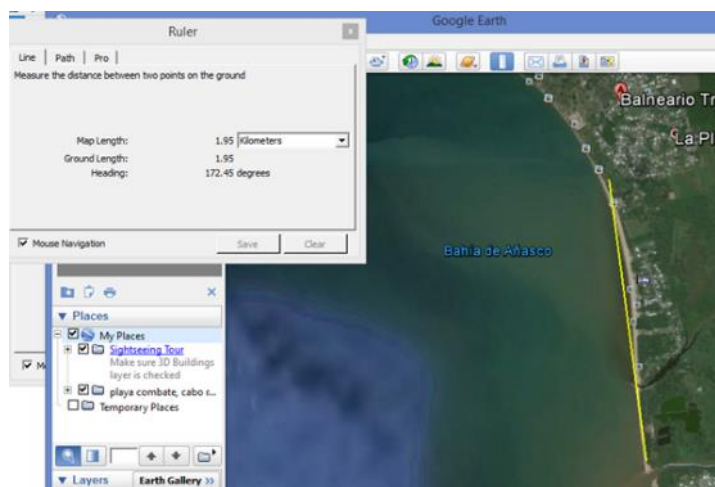 Google Earth
Ruler
Line
Path
Pro
Measure the distance between two points on the ground
Map Length: 1.95 Kilometers
Ground Length: 1.95
Heading: 172.45 degrees
Mouse Navigation
Save
Clear
Balneario Tr
La Pl
Bahía de Añasco
Places
My Places
Sightseeing Tour
Make sure 3D Buildings
layer is checked
playa combate, cabo r...
Temporary Places
Layers
Earth Gallery >>